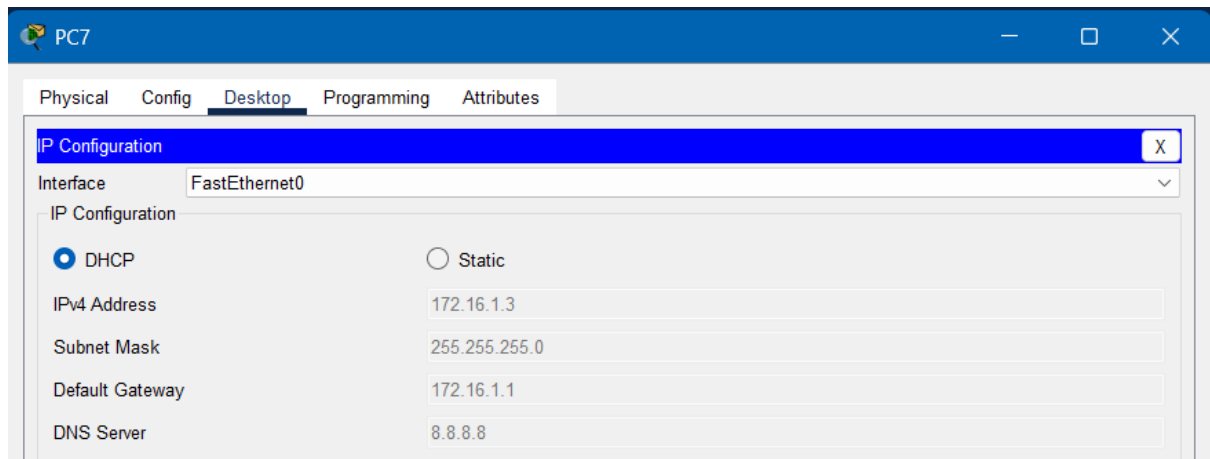 PC7
Physical Config Desktop Programming Attributes
IP Configuration X
Interface FastEthernet0
IP Configuration
DHCP Static
IPv4 Address 172.16.1.3
Subnet Mask 255.255.255.0
Default Gateway 172.16.1.1
DNS Server 8.8.8.8